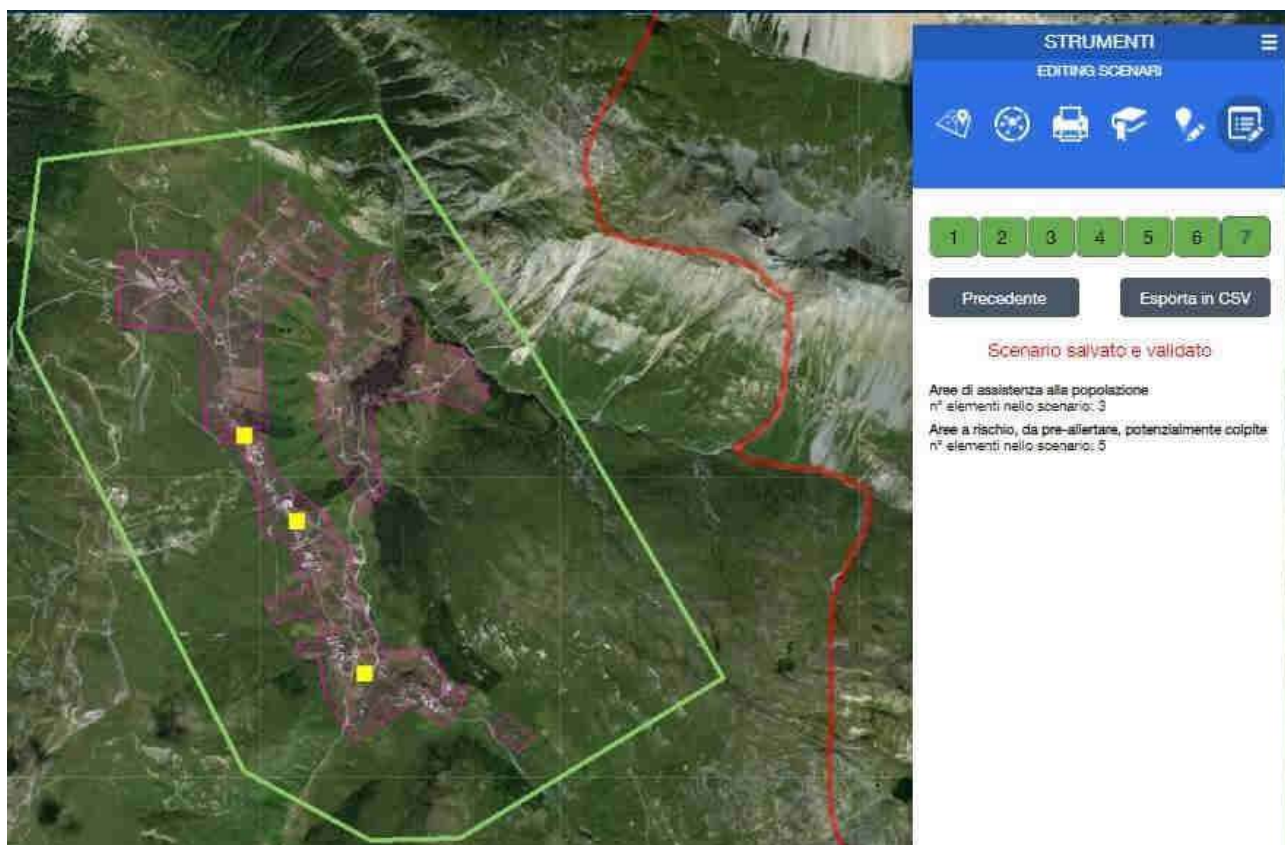 STRUMENTI
EDITING SCENARI
1 2 3 4 5 6 7
Precedente Esporta in CSV
Scenario salvato e validato
Aree di assistenza alla popolazione
n° elementi nello scenario: 3
Aree a rischio, da pre-allertare, potenzialmente colpite
n° elementi nello scenario: 5